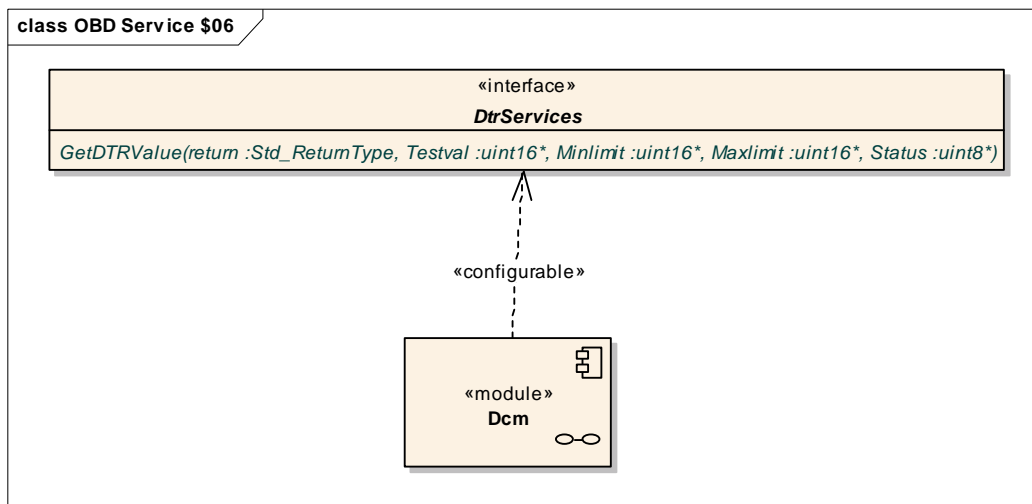 class OBD Service $06
«interface»
DtrServices
GetDTRValue(return :Std_ReturnType, Testval :uint16*, Minlimit :uint16*, Maxlimit :uint16*, Status :uint8*)
«configurable»
«module»
Dcm